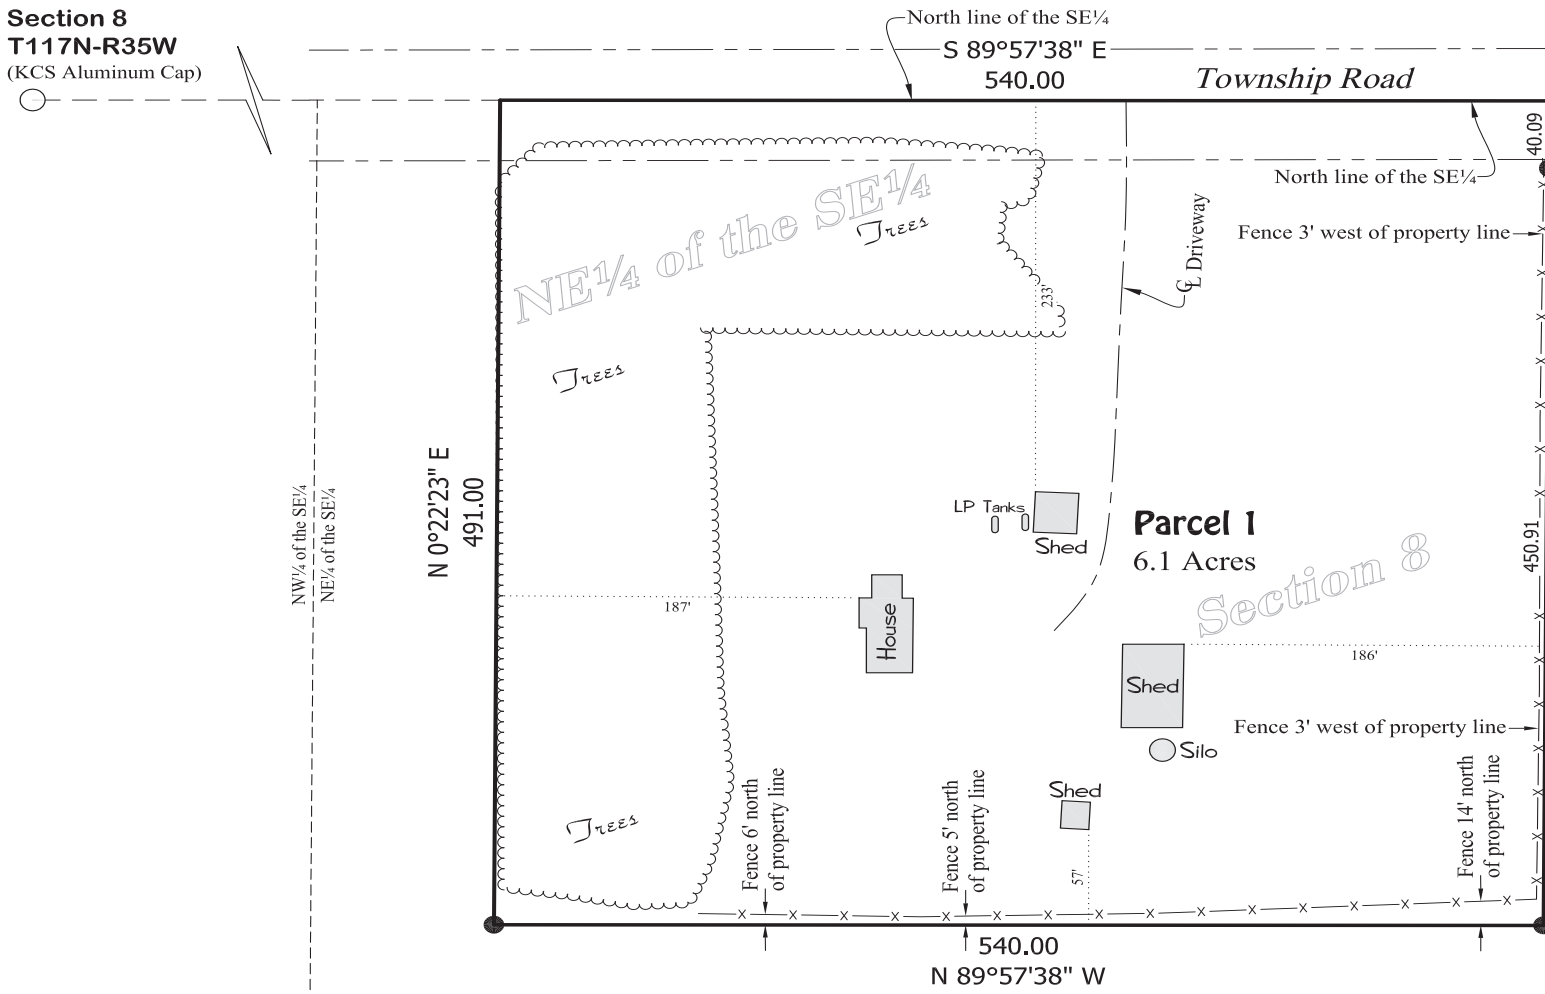 Section 8
T117N-R35W
(KCS Aluminum Cap)
North line of the SE¼
S 89°57'38" E
540.00
Township Road
40.09
North line of the SE¼
NE¼ of the SE¼
Trees
Fence 3' west of property line
℄ Driveway
233'
Trees
N 0°22'23" E
491.00
NW¼ of the SE¼
NE¼ of the SE¼
LP Tanks
Shed
Parcel 1
6.1 Acres
450.91
Section 8
187'
House
186'
Shed
Fence 3' west of property line
Silo
Shed
Trees
Fence 6' north
of property line
Fence 5' north
of property line
57'
Fence 14' north
of property line
540.00
N 89°57'38" W